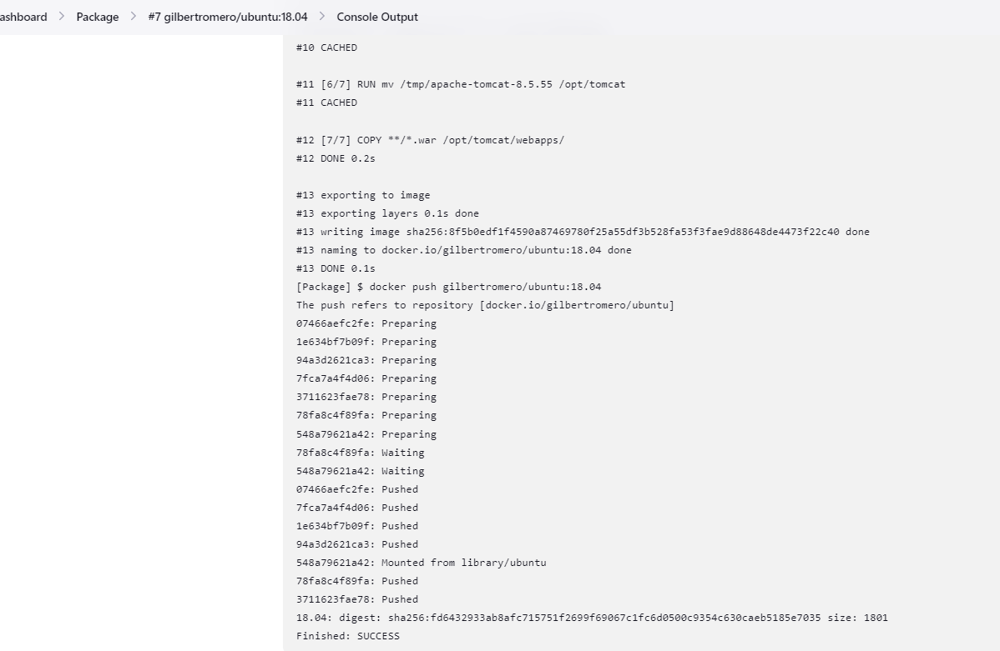 ashboard > Package > #7 gilbertromero/ubuntu:18.04 > Console Output
#10 CACHED
#11 [6/7] RUN mv /tmp/apache-tomcat-8.5.55 /opt/tomcat
#11 CACHED
#12 [7/7] COPY **/*.war /opt/tomcat/webapps/
#12 DONE 0.2s
#13 exporting to image
#13 exporting layers 0.1s done
#13 writing image sha256:8f5b0edf1f4590a87469780f25a55df3b528fa53f3fae9d88648de4473f22c40 done
#13 naming to docker.io/gilbertromero/ubuntu:18.04 done
#13 DONE 0.1s
[Package] $ docker push gilbertromero/ubuntu:18.04
The push refers to repository [docker.io/gilbertromero/ubuntu]
07466aefc2fe: Preparing
1e634bf7b09f: Preparing
94a3d2621ca3: Preparing
7fca7a4f4d06: Preparing
3711623fae78: Preparing
78fa8c4f89fa: Preparing
548a79621a42: Preparing
78fa8c4f89fa: Waiting
548a79621a42: Waiting
07466aefc2fe: Pushed
7fca7a4f4d06: Pushed
1e634bf7b09f: Pushed
94a3d2621ca3: Pushed
548a79621a42: Mounted from library/ubuntu
78fa8c4f89fa: Pushed
3711623fae78: Pushed
18.04: digest: sha256:fd6432933ab8afc715751f2699f69067c1fc6d0500c9354c630caeb5185e7035 size: 1801
Finished: SUCCESS